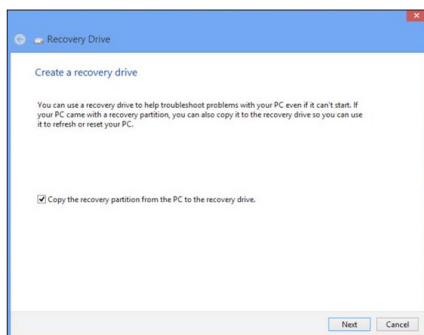 Recovery Drive
Create a recovery drive
You can use a recovery drive to help troubleshoot problems with your PC even if it can't start. If
your PC came with a recovery partition, you can also copy it to the recovery drive so you can use
it to refresh or reset your PC.
Copy the recovery partition from the PC to the recovery drive.
Next Cancel